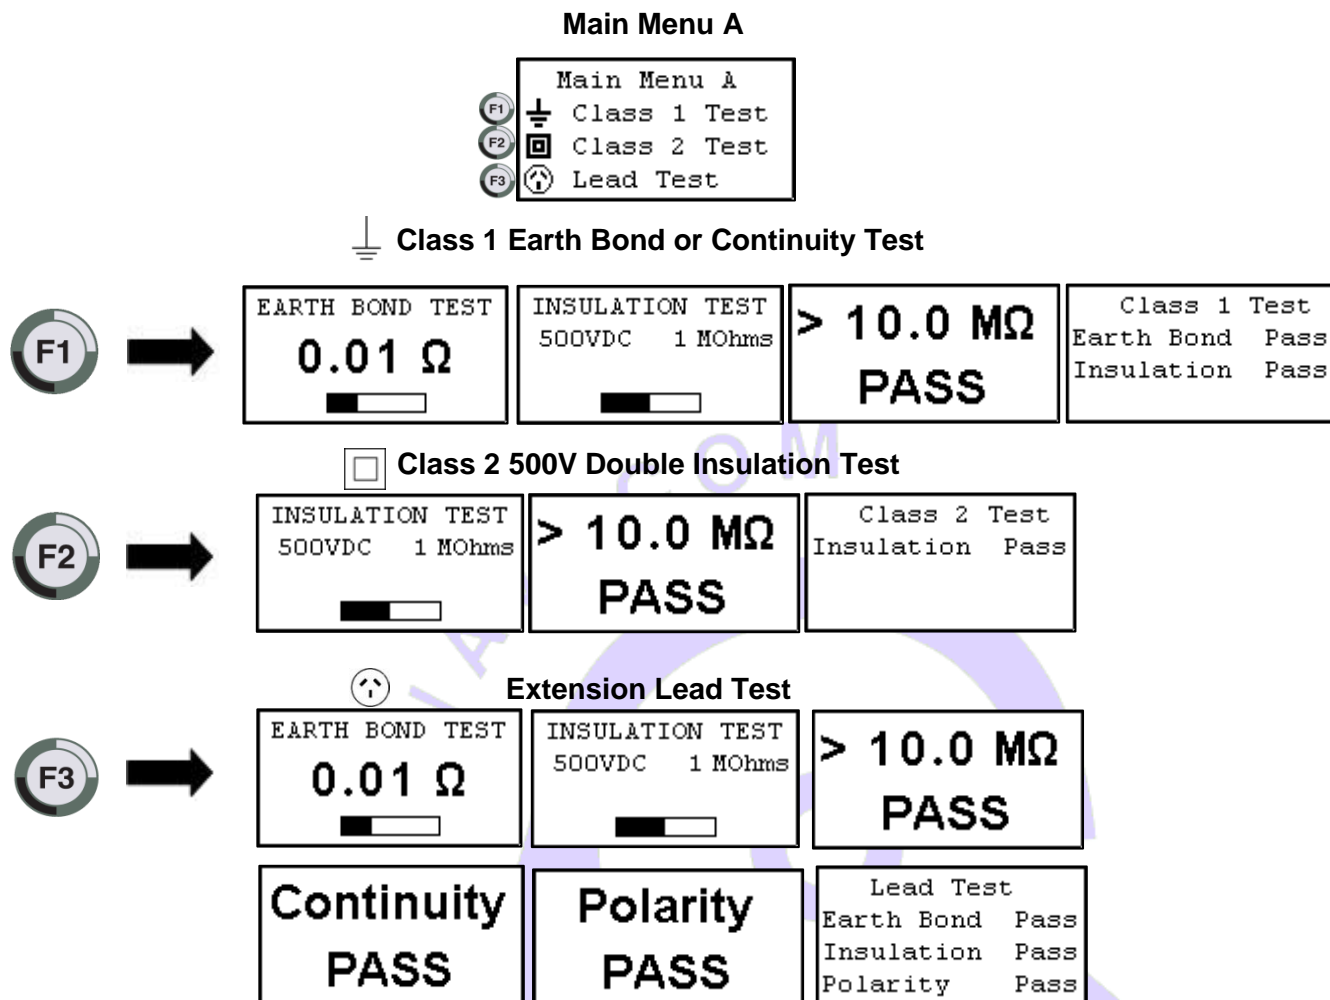 Main Menu A
Main Menu A
F1 Class 1 Test
F2 Class 2 Test
F3 Lead Test
Class 1 Earth Bond or Continuity Test
F1
EARTH BOND TEST
0.01 Ω
INSULATION TEST
500VDC 1 MOhms
> 10.0 MΩ
PASS
Class 1 Test
Earth Bond Pass
Insulation Pass
Class 2 500V Double Insulation Test
F2
INSULATION TEST
500VDC 1 MOhms
> 10.0 MΩ
PASS
Class 2 Test
Insulation Pass
Extension Lead Test
F3
EARTH BOND TEST
0.01 Ω
INSULATION TEST
500VDC 1 MOhms
> 10.0 MΩ
PASS
Continuity
PASS
Polarity
PASS
Lead Test
Earth Bond Pass
Insulation Pass
Polarity Pass